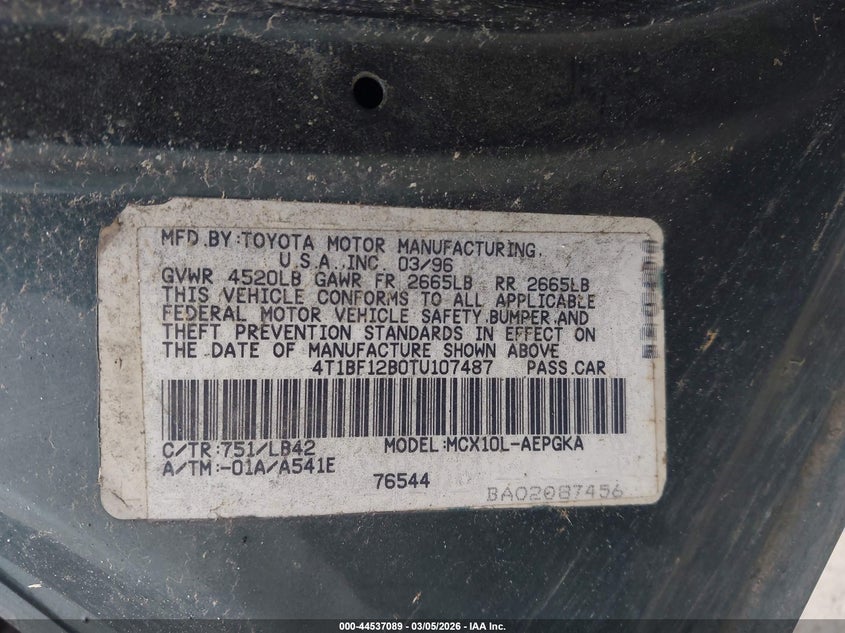 MFD.BY:TOYOTA MOTOR MANUFACTURING,
U.S.A.,INC. 03/96
GVWR 4520LB GAWR FR 2665LB RR 2665LB
THIS VEHICLE CONFORMS TO ALL APPLICABLE
FEDERAL MOTOR VEHICLE SAFETY,BUMPER,AND
THEFT PREVENTION STANDARDS IN EFFECT ON
THE DATE OF MANUFACTURE SHOWN ABOVE.
4T1BF12B0TU107487 PASS.CAR
C/TR:751/LB42 MODEL:MCX10L-AEPGKA
A/TM:-01A/A541E
76544
BA02087456
000-44537089 - 03/05/2026 - IAA Inc.